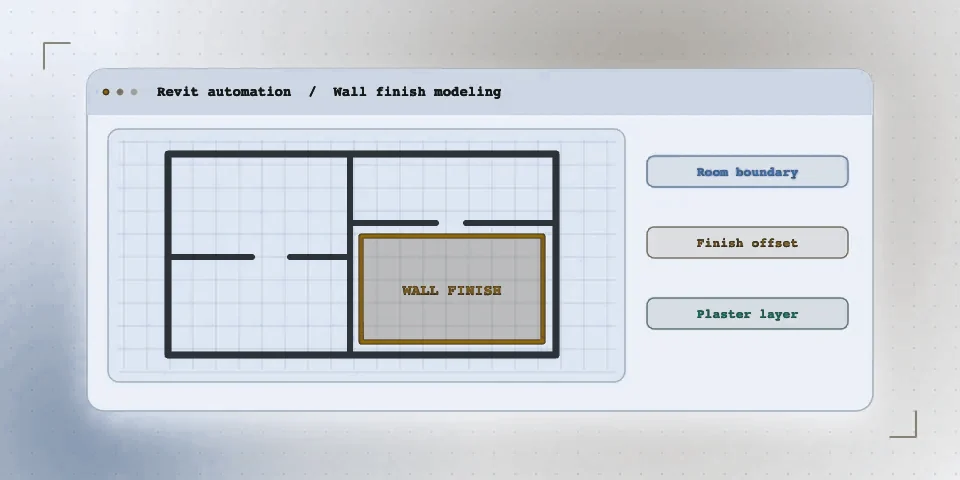 Revit automation / Wall finish modeling
Room boundary
Finish offset
WALL FINISH
Plaster layer